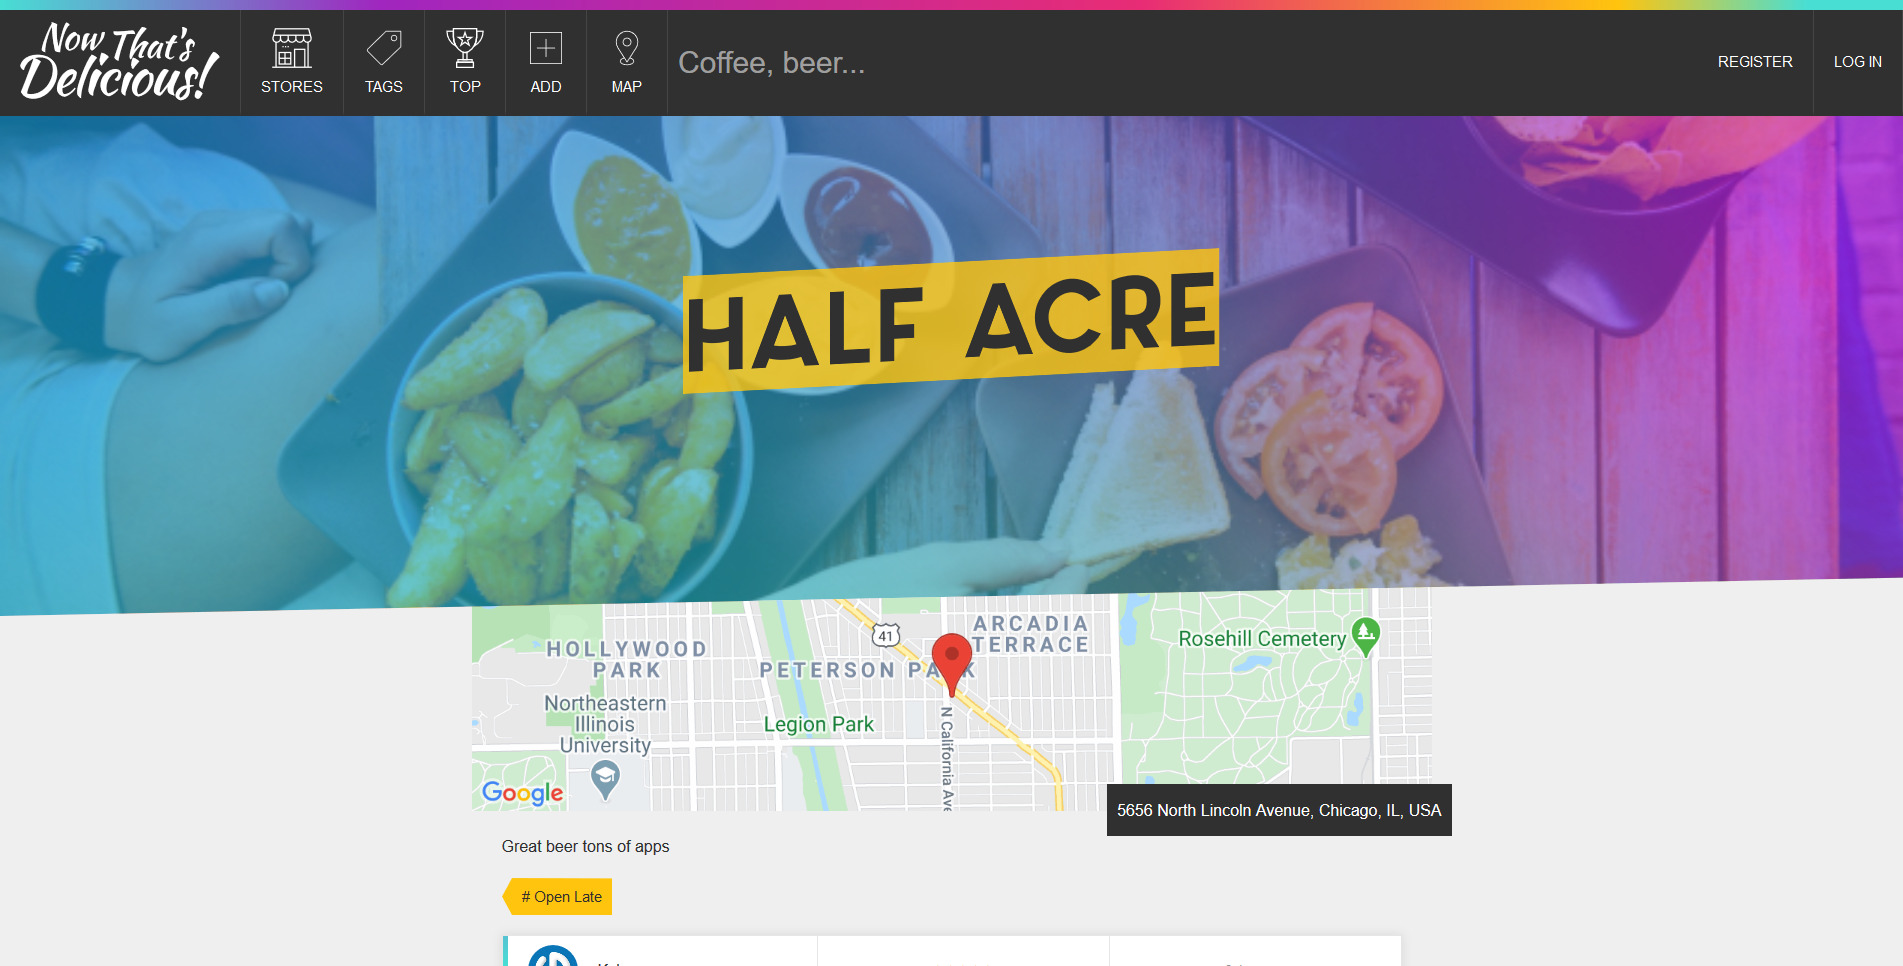 Now That's
Delicious!
STORES
TAGS
TOP
ADD
MAP
Coffee, beer...
REGISTER
LOG IN
HALF ACRE
HOLLYWOOD
PARK
PETERSON PARK
41
ARCADIA
TERRACE
Rosehill Cemetery
Northeastern
Illinois
University
Legion Park
N California Ave
Google
5656 North Lincoln Avenue, Chicago, IL, USA
Great beer tons of apps
# Open Late